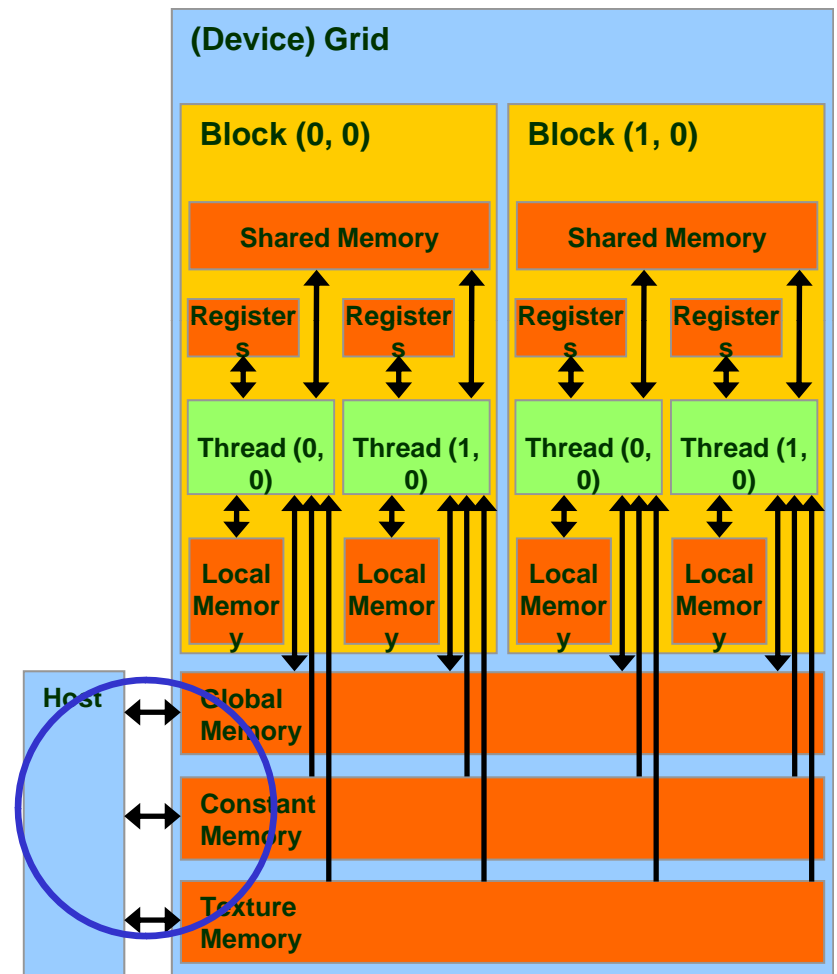 (Device) Grid
Block (0, 0)
Block (1, 0)
Shared Memory
Shared Memory
Register
s
Register
s
Register
s
Register
s
Thread (0,
0)
Thread (1,
0)
Thread (0,
0)
Thread (1,
0)
Local
Memor
y
Local
Memor
y
Local
Memor
y
Local
Memor
y
Host
Global
Memory
Constant
Memory
Texture
Memory